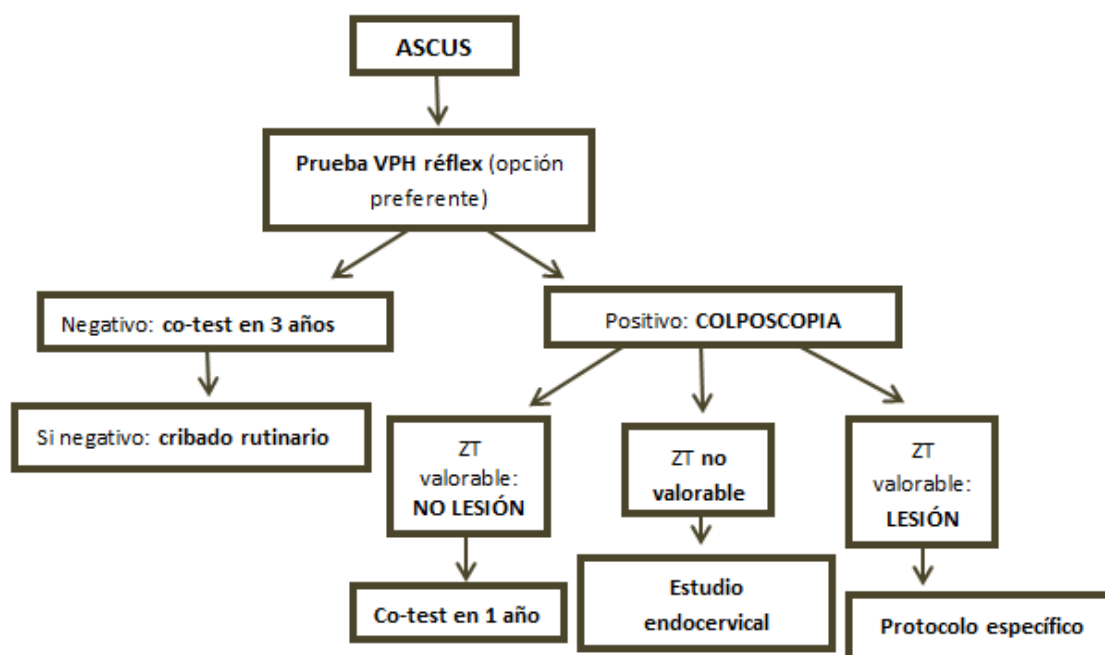 ASCUS
Prueba VPH réflex (opción
preferente)
Negativo: co-test en 3 años
Positivo: COLPOSCOPIA
Si negativo: cribado rutinario
ZT
valorable:
NO LESIÓN
ZT no
valorable
ZT
valorable:
LESIÓN
Co-test en 1 año
Estudio
endocervical
Protocolo específico